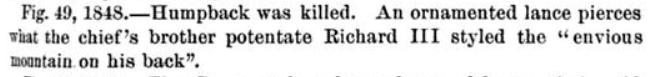 Fig. 49, 1848.—Humpback was killed. An ornamented lance pierces
what the chief's brother potentate Richard III styled the "envious
mountain on his back".